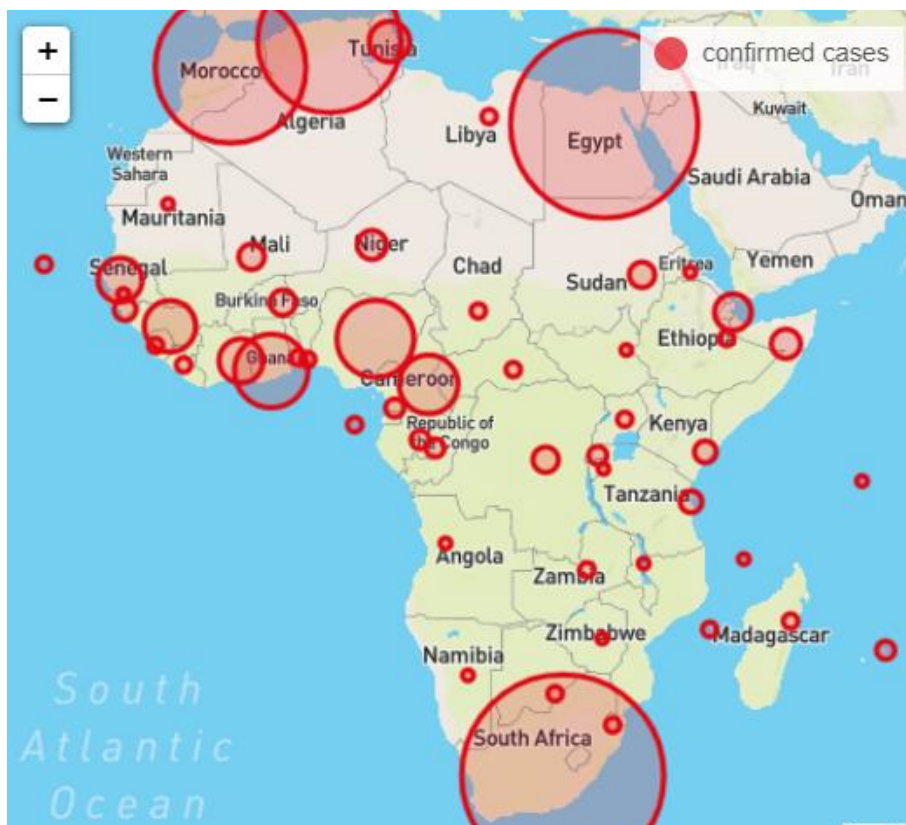 +
−
confirmed cases
Tunisia
Morocco
Iraq
Iran
Algeria
Libya
Egypt
Kuwait
Western
Sahara
Saudi Arabia
Oman
Mauritania
Mali
Niger
Chad
Sudan
Eritrea
Yemen
Senegal
Burkina Faso
Ghana
Ethiopia
Cameroon
Republic of
the Congo
Kenya
Tanzania
Angola
Zambia
Zimbabwe
Madagascar
Namibia
South Africa
South
Atlantic
Ocean